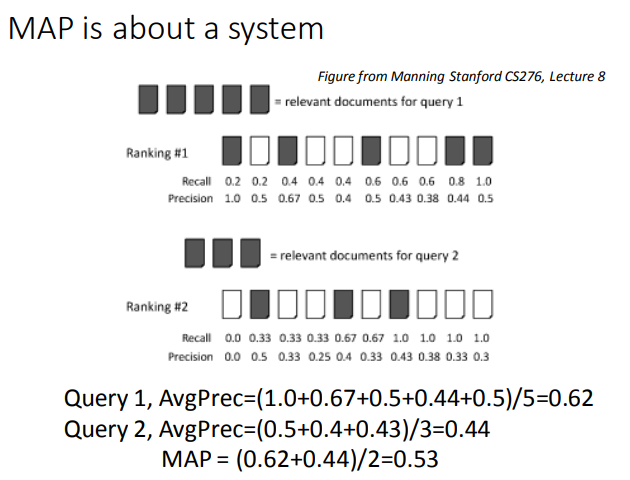 MAP is about a system
Figure from Manning Stanford CS276, Lecture 8
= relevant documents for query 1
Ranking #1
Recall 0.2 0.2 0.4 0.4 0.4 0.6 0.6 0.6 0.8 1.0
Precision 1.0 0.5 0.67 0.5 0.4 0.5 0.43 0.38 0.44 0.5
= relevant documents for query 2
Ranking #2
Recall 0.0 0.33 0.33 0.33 0.67 0.67 1.0 1.0 1.0 1.0
Precision 0.0 0.5 0.33 0.25 0.4 0.33 0.43 0.38 0.33 0.3
Query 1, AvgPrec=(1.0+0.67+0.5+0.44+0.5)/5=0.62
Query 2, AvgPrec=(0.5+0.4+0.43)/3=0.44
MAP = (0.62+0.44)/2=0.53